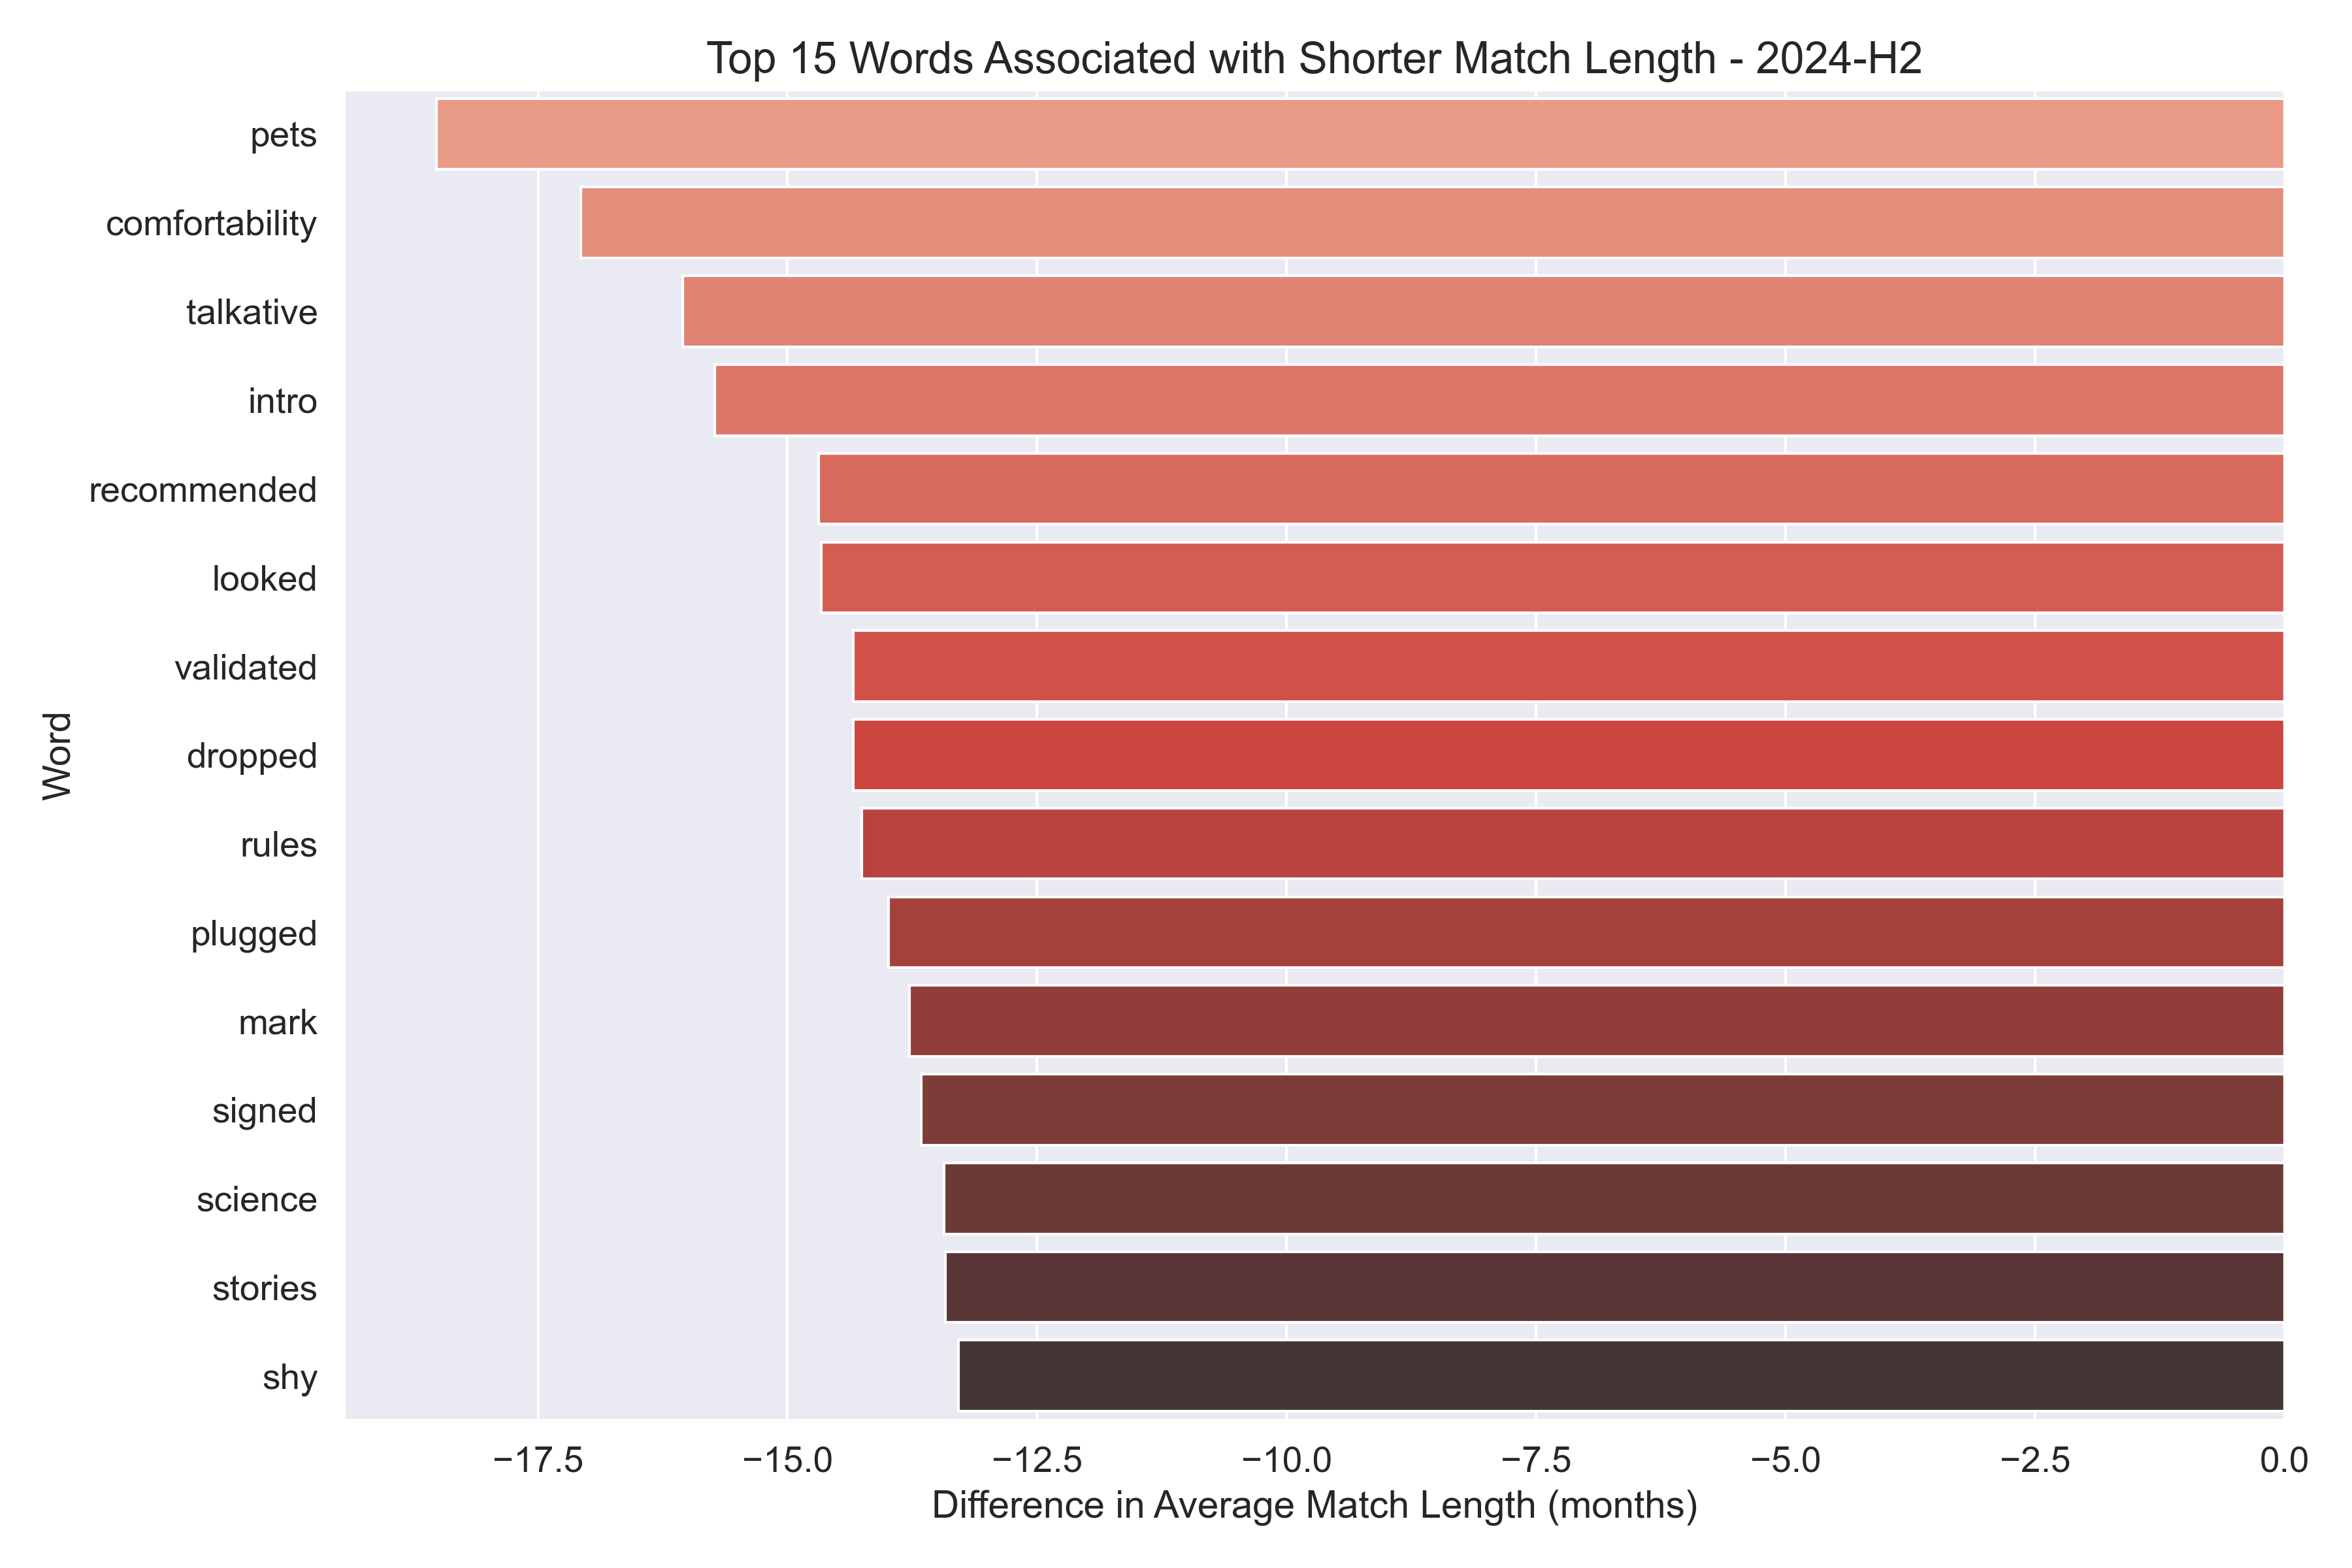 Top 15 Words Associated with Shorter Match Length - 2024-H2
Word
pets
comfortability
talkative
intro
recommended
looked
validated
dropped
rules
plugged
mark
signed
science
stories
shy
−17.5 −15.0 −12.5 −10.0 −7.5 −5.0 −2.5 0.0
Difference in Average Match Length (months)